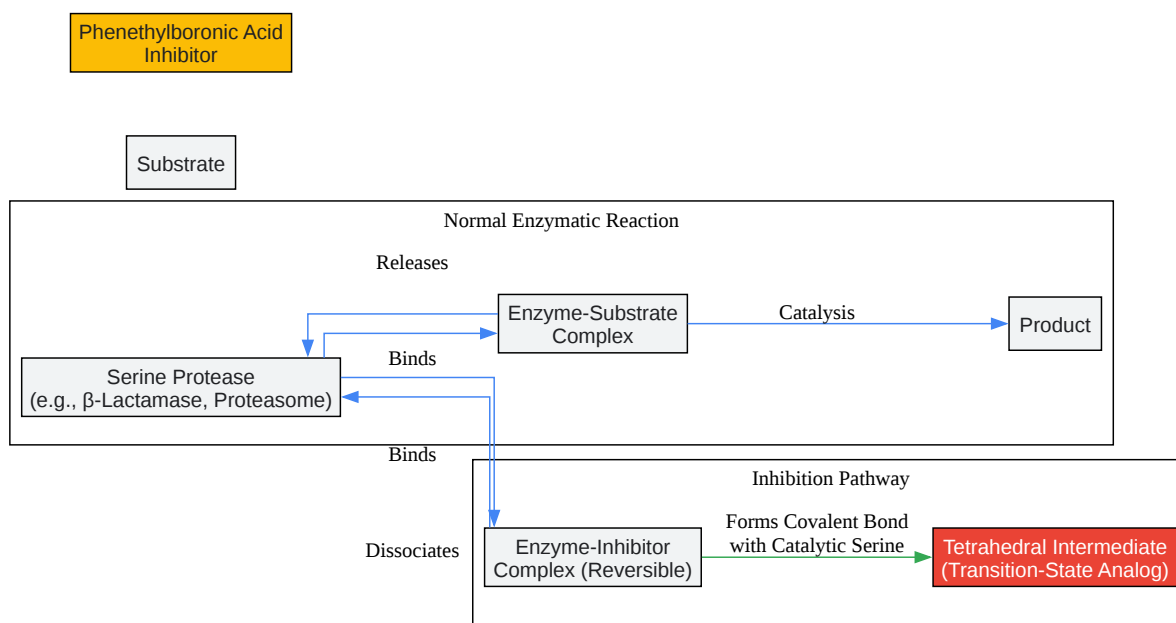 Phenethylboronic Acid
Inhibitor
Substrate
Normal Enzymatic Reaction
Releases
Enzyme-Substrate
Complex
Catalysis
Product
Binds
Serine Protease
(e.g., β-Lactamase, Proteasome)
Binds
Inhibition Pathway
Dissociates
Enzyme-Inhibitor
Complex (Reversible)
Forms Covalent Bond
with Catalytic Serine
Tetrahedral Intermediate
(Transition-State Analog)